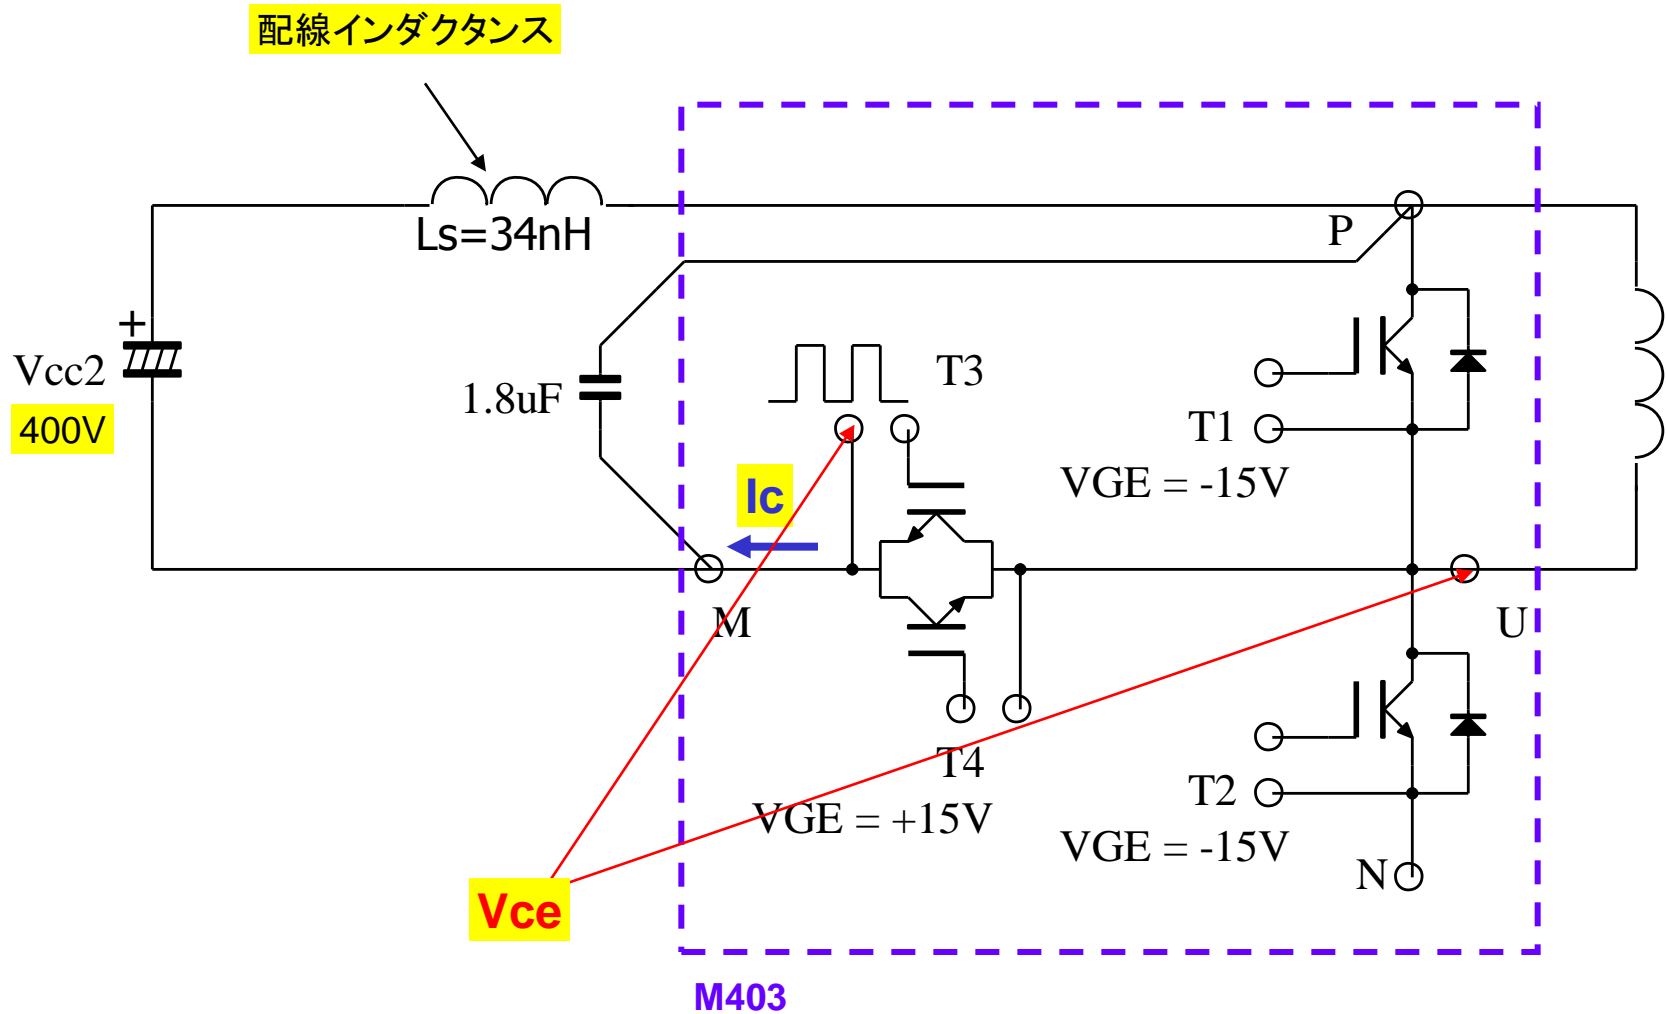 配線インダクタンス
Ls=34nH
P
+
Vcc2
400V
1.8uF
T3
Ic
T1
VGE = -15V
M
U
T4
VGE = +15V
T2
VGE = -15V
N
Vce
M403